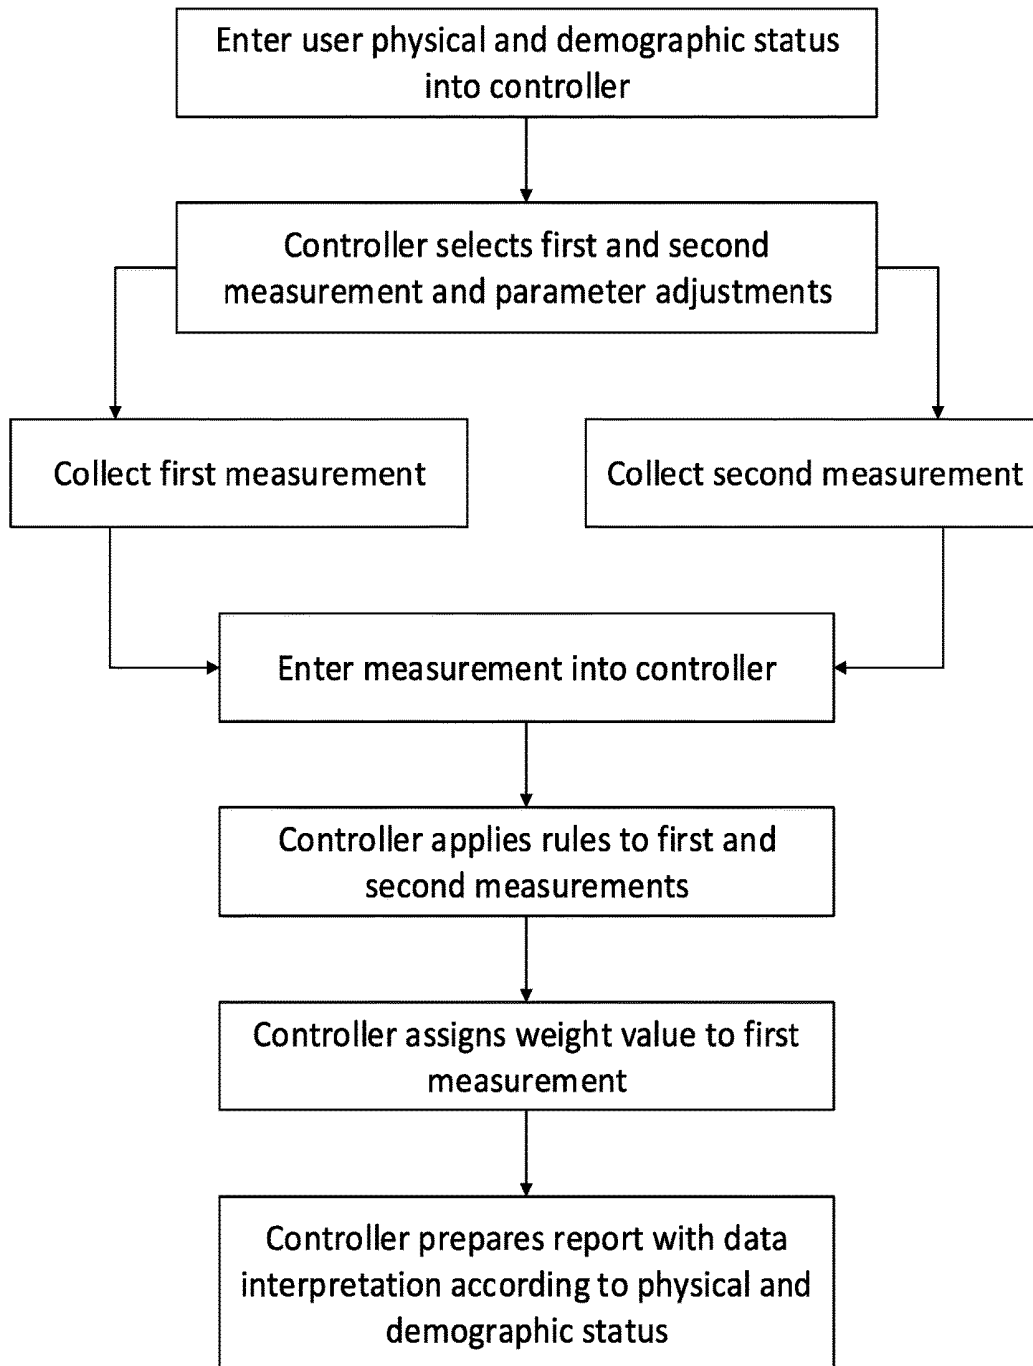 Enter user physical and demographic status
into controller
Controller selects first and second
measurement and parameter adjustments
Collect first measurement
Collect second measurement
Enter measurement into controller
Controller applies rules to first and
second measurements
Controller assigns weight value to first
measurement
Controller prepares report with data
interpretation according to physical and
demographic status